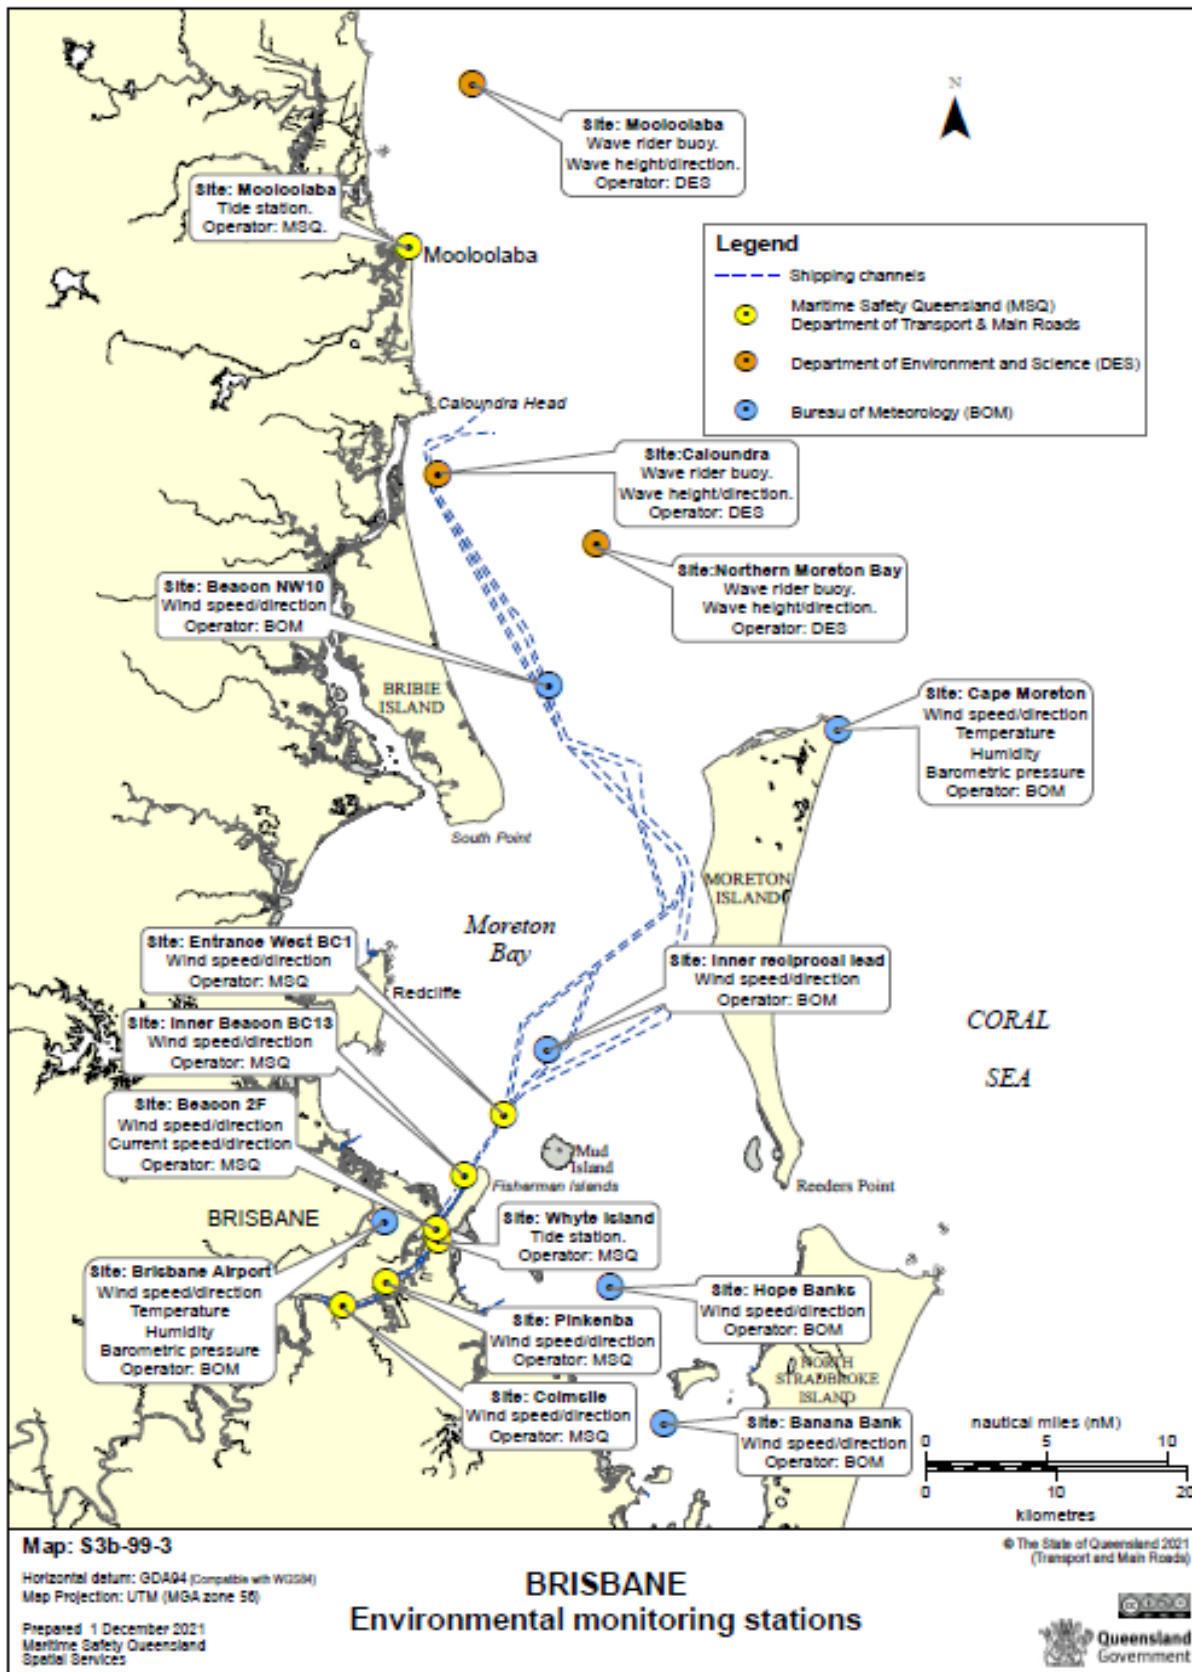 N
Site: Mooloolaba
Wave rider buoy.
Wave height/direction.
Operator: DES
Site: Mooloolaba
Tide station.
Operator: MSQ.
Mooloolaba
Legend
Shipping channels
Maritime Safety Queensland (MSQ)
Department of Transport & Main Roads
Department of Environment and Science (DES)
Bureau of Meteorology (BOM)
Caloundra Head
Site:Caloundra
Wave rider buoy.
Wave height/direction.
Operator: DES
Site:Northern Moreton Bay
Wave rider buoy.
Wave height/direction.
Operator: DES
Site: Beacon NW10
Wind speed/direction
Operator: BOM
BRIBIE
ISLAND
Site: Cape Moreton
Wind speed/direction
Temperature
Humidity
Barometric pressure
Operator: BOM
South Point
MORETON
ISLAND
Moreton
Bay
Site: Entrance West BC1
Wind speed/direction
Operator: MSQ
Redcliffe
Site: Inner reciprocal lead
Wind speed/direction
Operator: BOM
Site: Inner Beacon BC13
Wind speed/direction
Operator: MSQ
CORAL
SEA
Site: Beacon 2F
Wind speed/direction
Current speed/direction
Operator: MSQ
Mud
Island
Fisherman Islands
Reeders Point
BRISBANE
Site: Whyte Island
Tide station.
Operator: MSQ
Site: Brisbane Airport
Wind speed/direction
Temperature
Humidity
Barometric pressure
Operator: BOM
Site: Hope Banks
Wind speed/direction
Operator: BOM
Site: Pinkenba
Wind speed/direction
Operator: MSQ
NORTH
STRADBROKE
ISLAND
Site: Colmslie
Wind speed/direction
Operator: MSQ
Site: Banana Bank
Wind speed/direction
Operator: BOM
nautical miles (nM)
0 5 10
0 10 20
kilometres
Map: S3b-99-3
Horizontal datum: GDA94 (Compatible with WGS84)
Map Projection: UTM (MGA zone 56)
Prepared 1 December 2021
Maritime Safety Queensland
Spatial Services
BRISBANE
Environmental monitoring stations
© The State of Queensland 2021
(Transport and Main Roads)
Queensland
Government